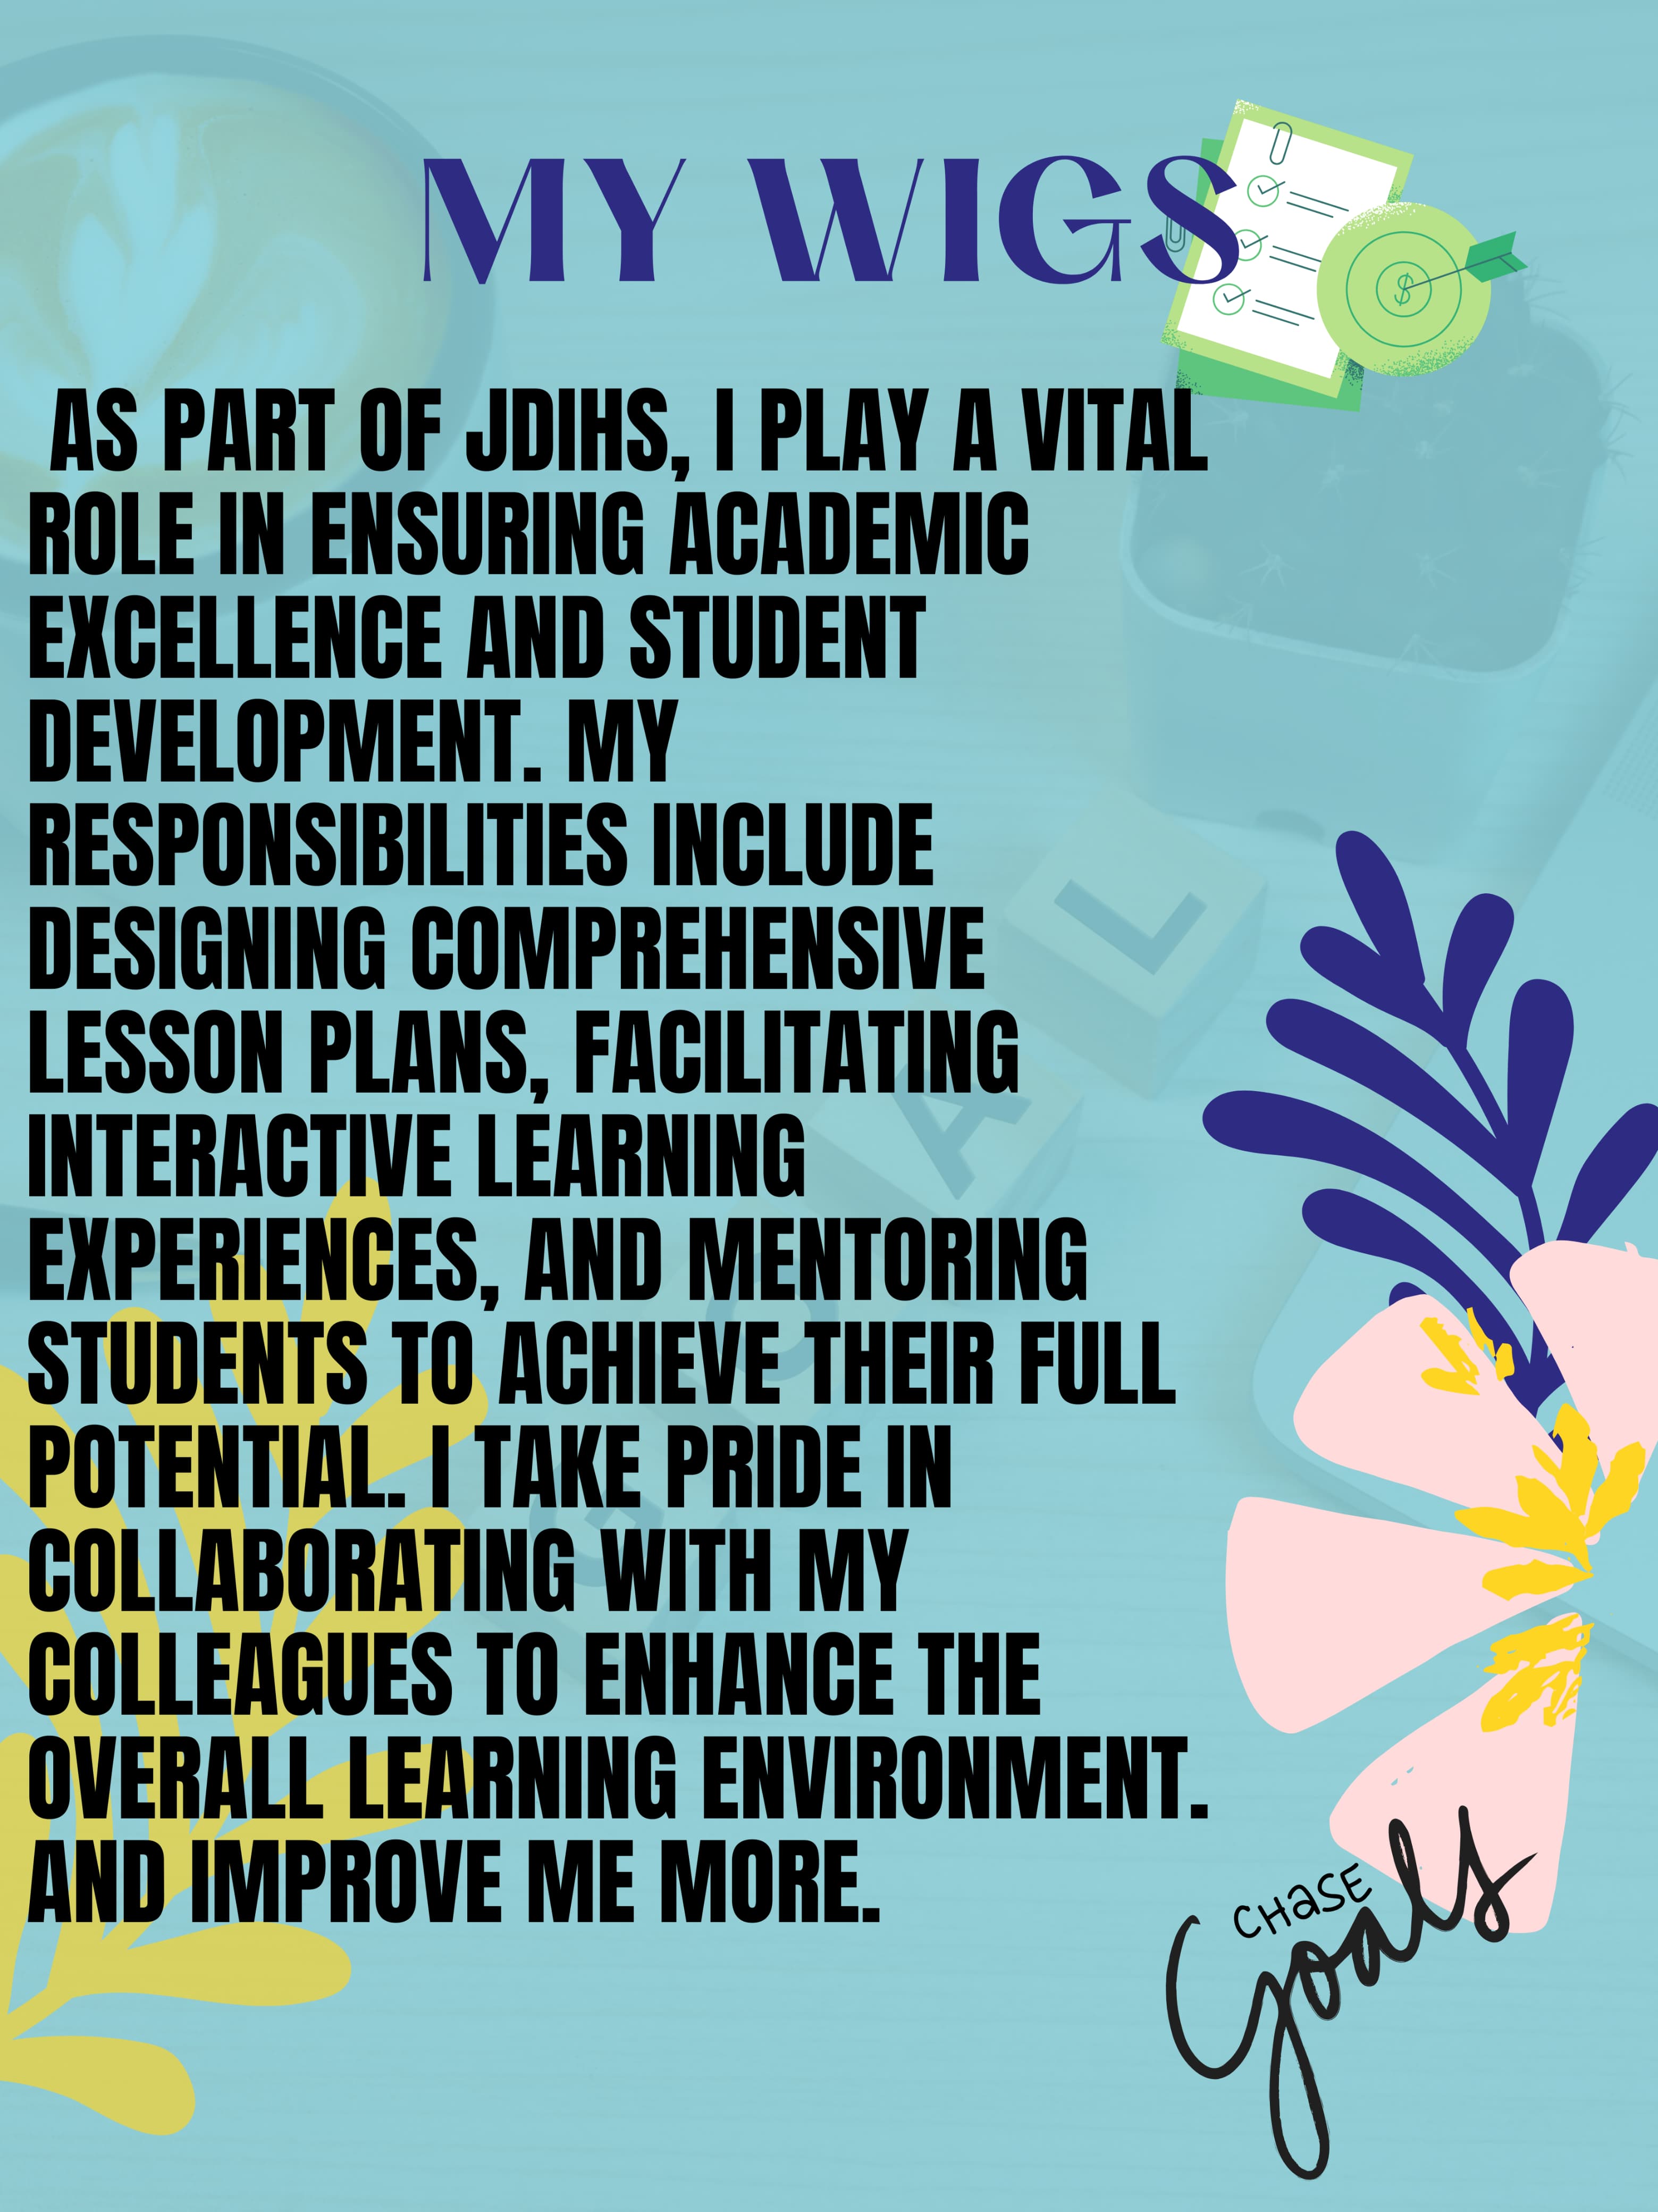 MY WIGS
AS PART OF JDIHS, I PLAY A VITAL
ROLE IN ENSURING ACADEMIC
EXCELLENCE AND STUDENT
DEVELOPMENT. MY
RESPONSIBILITIES INCLUDE
DESIGNING COMPREHENSIVE
LESSON PLANS, FACILITATING
INTERACTIVE LEARNING
EXPERIENCES, AND MENTORING
STUDENTS TO ACHIEVE THEIR FULL
POTENTIAL. I TAKE PRIDE IN
COLLABORATING WITH MY
COLLEAGUES TO ENHANCE THE
OVERALL LEARNING ENVIRONMENT.
AND IMPROVE ME MORE.
CHASE
Goals
GOAL